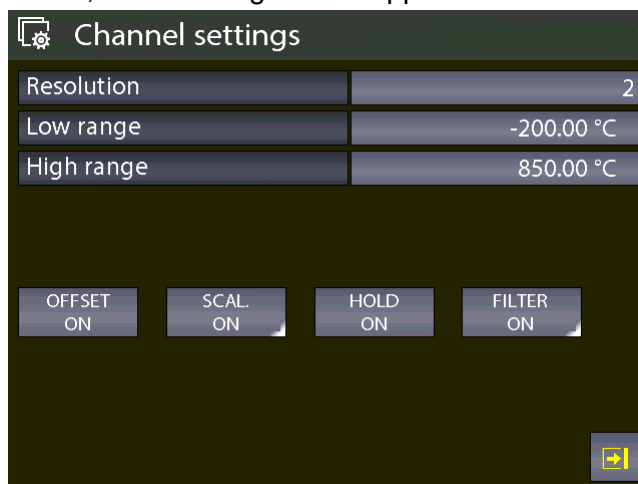 Channel settings
Resolution 2
Low range -200.00 °C
High range 850.00 °C
OFFSET SCAL. HOLD FILTER
ON ON ON ON